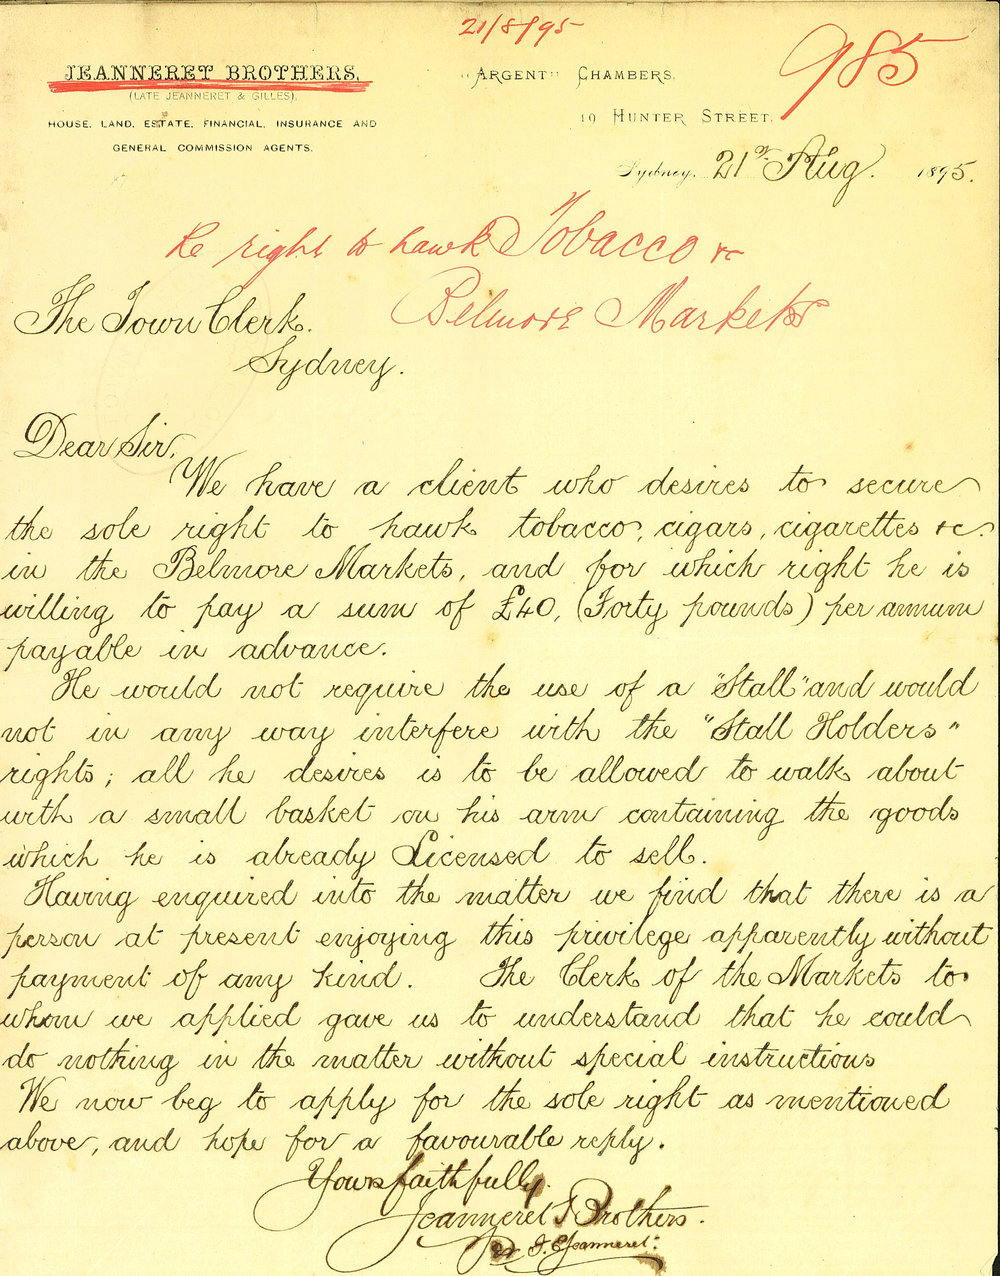 21/8/95
985
JEANNERET BROTHERS,
(LATE JEANNERET & GILLES),
HOUSE, LAND, ESTATE, FINANCIAL, INSURANCE AND
GENERAL COMMISSION AGENTS.
"ARGENT" CHAMBERS,
10 HUNTER STREET,
Sydney, 21st Aug. 1895.
Re right to hawk Tobacco &c
Belmore Markets
The Town Clerk.
Sydney.
Dear Sir,
We have a client who desires to secure
the sole right to hawk tobacco, cigars, cigarettes &c.
in the Belmore Markets, and for which right he is
willing to pay a sum of £40, (Forty pounds) per annum
payable in advance.
He would not require the use of a "Stall" and would
not in any way interfere with the "Stall Holders"
rights; all he desires is to be allowed to walk about
with a small basket on his arm containing the goods
which he is already Licensed to sell.
Having enquired into the matter we find that there is a
person at present enjoying this privilege apparently without
payment of any kind. The Clerk of the Markets to
whom we applied gave us to understand that he could
do nothing in the matter without special instructions
We now beg to apply for the sole right as mentioned
above, and hope for a favourable reply.
Yours faithfully.
Jeanneret Brothers.
Jeanneret.